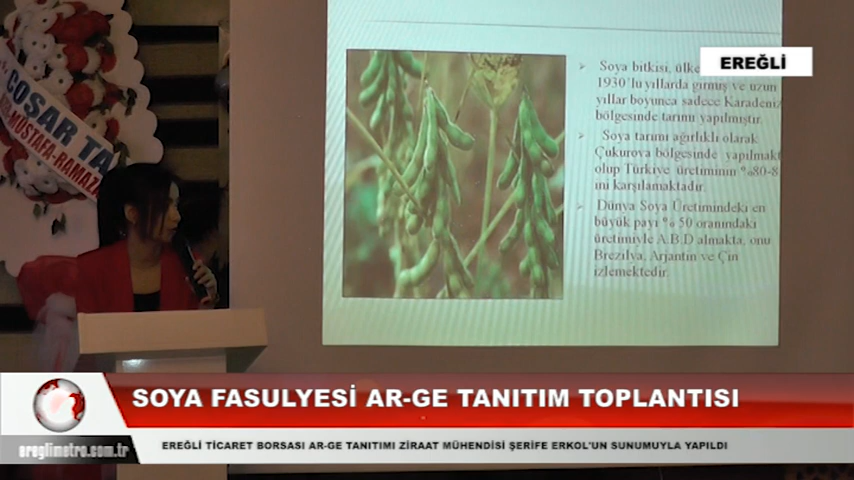 EREĞLİ
Soya bitkisi,
1930'lu yıllarda girmiş ve uzun
yıllar boyunca sadece Karadeniz
bölgesinde tarımı yapılmıştır.
Soya tarımı ağırlıklı olarak
Çukurova bölgesinde yapılmakt
olup Türkiye üretiminin %80-8
ini karşılamaktadır.
Dünya Soya Üretimindeki en
büyük payı % 50 oranındaki
üretimiyle A.B.D almakta, onu
Brezilya, Arjantin ve Çin
izlemektedir.
COŞAR TA
MUSTAFA-RAMAZA
SOYA FASULYESİ AR-GE TANITIM TOPLANTISI
EREĞLİ TİCARET BORSASI AR-GE TANITIMI ZİRAAT MÜHENDİSİ ŞERİFE ERKOL'UN SUNUMUYLA YAPILDI
ereglimetro.com.tr